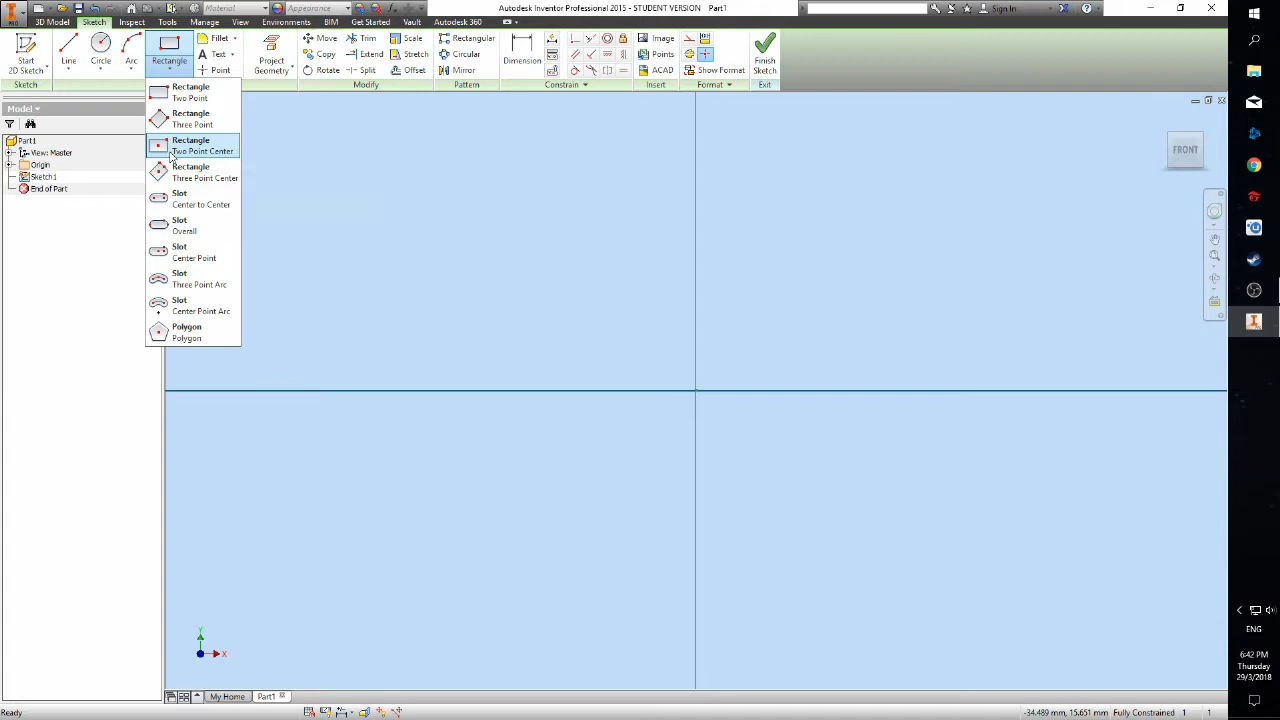 Autodesk Inventor Professional 2015 - STUDENT VERSION Part1
Material
Appearance
Sign In
PRO
3D Model Sketch Inspect Tools Manage View Environments BIM Get Started Vault Autodesk 360
Start
2D Sketch
Line
Circle
Arc
Rectangle
Fillet
Text
Point
Project
Geometry
Move
Copy
Rotate
Trim
Extend
Split
Scale
Stretch
Offset
Rectangular
Circular
Mirror
Dimension
Image
Points
ACAD
Show Format
Finish
Sketch
Sketch
Modify
Pattern
Constrain
Insert
Format
Exit
Model
Part1
View: Master
Origin
Sketch1
End of Part
Rectangle
Two Point
Rectangle
Three Point
Rectangle
Two Point Center
Rectangle
Three Point Center
Slot
Center to Center
Slot
Overall
Slot
Center Point
Slot
Three Point Arc
Slot
Center Point Arc
Polygon
Polygon
FRONT
Y
X
My Home
Part1
Ready
-34.489 mm, 15.651 mm Fully Constrained 1 1
ENG
6:42 PM
Thursday
29/3/2018